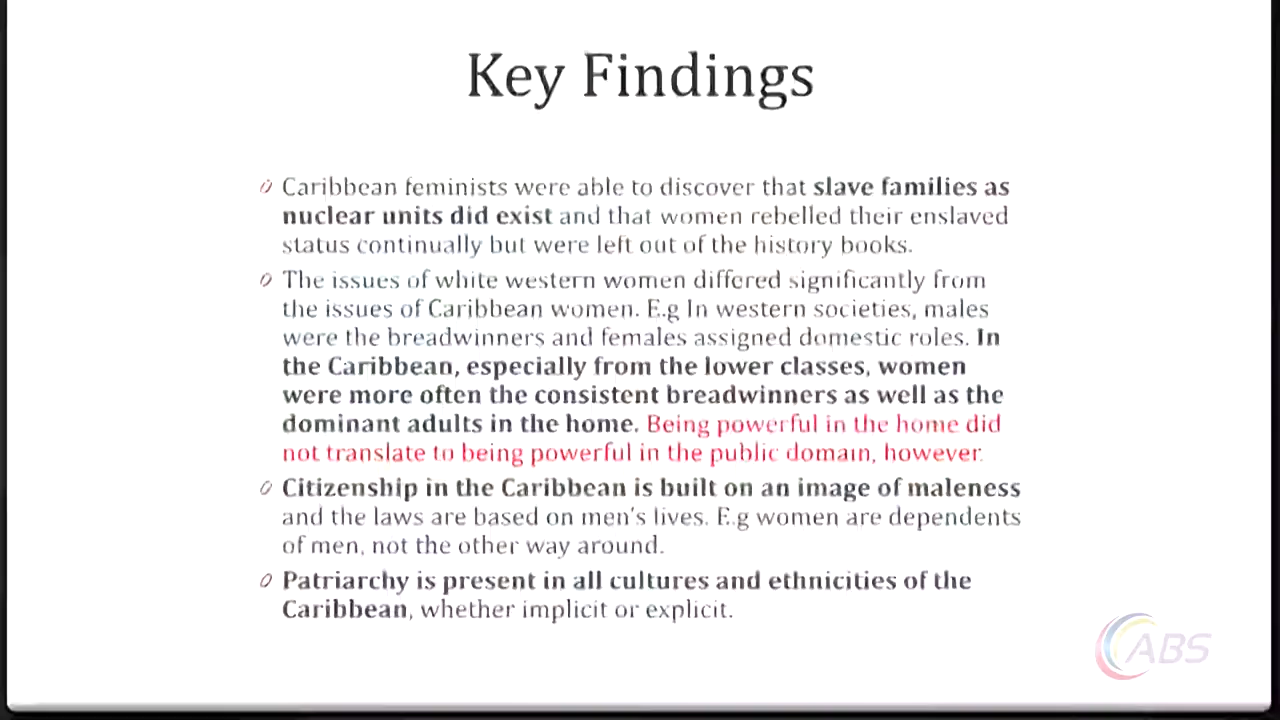 Key Findings
Caribbean feminists were able to discover that slave families as
nuclear units did exist and that women rebelled their enslaved
status continually but were left out of the history books.
The issues of white western women differed significantly from
the issues of Caribbean women. E.g In western societies, males
were the breadwinners and females assigned domestic roles. In
the Caribbean, especially from the lower classes, women
were more often the consistent breadwinners as well as the
dominant adults in the home. Being powerful in the home did
not translate to being powerful in the public domain, however.
Citizenship in the Caribbean is built on an image of maleness
and the laws are based on men's lives. E.g women are dependents
of men, not the other way around.
Patriarchy is present in all cultures and ethnicities of the
Caribbean, whether implicit or explicit.
ABS